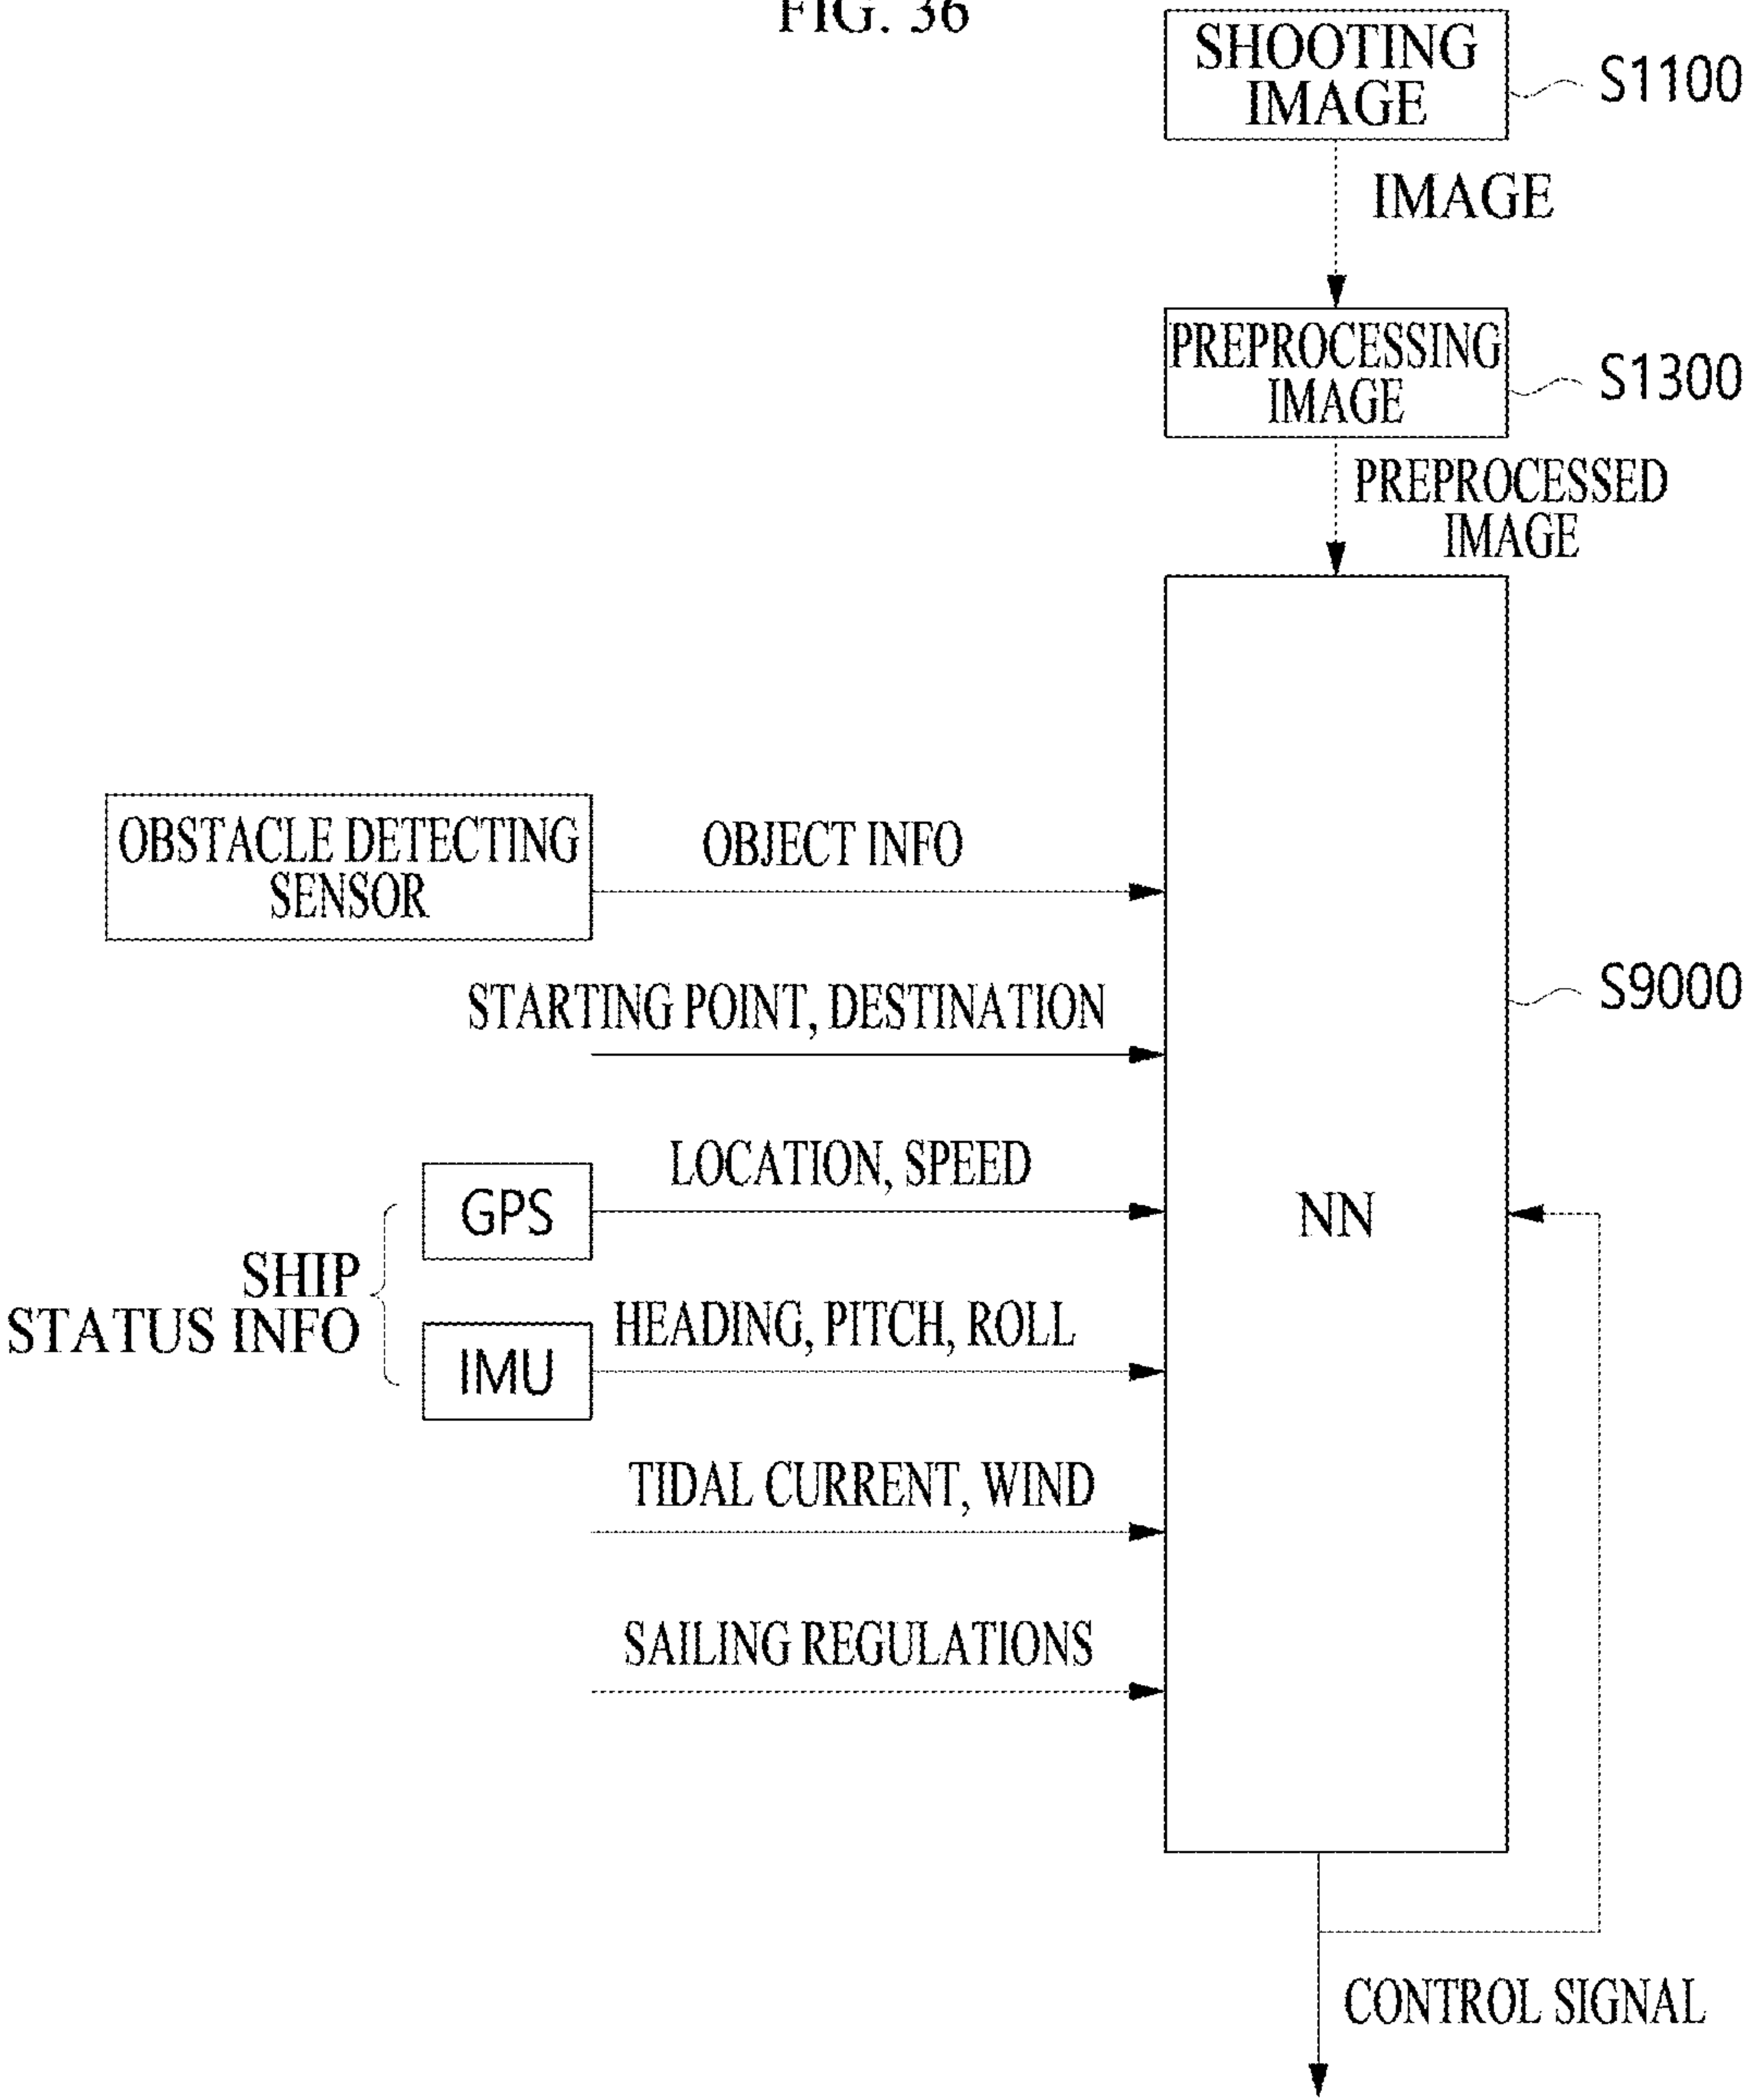 FIG. 36
SHOOTING
IMAGE
S1100
IMAGE
PREPROCESSING
IMAGE
S1300
PREPROCESSED
IMAGE
OBSTACLE DETECTING
SENSOR
OBJECT INFO
S9000
STARTING POINT, DESTINATION
LOCATION, SPEED
GPS
NN
SHIP
STATUS INFO
HEADING, PITCH, ROLL
IMU
TIDAL CURRENT, WIND
SAILING REGULATIONS
CONTROL SIGNAL